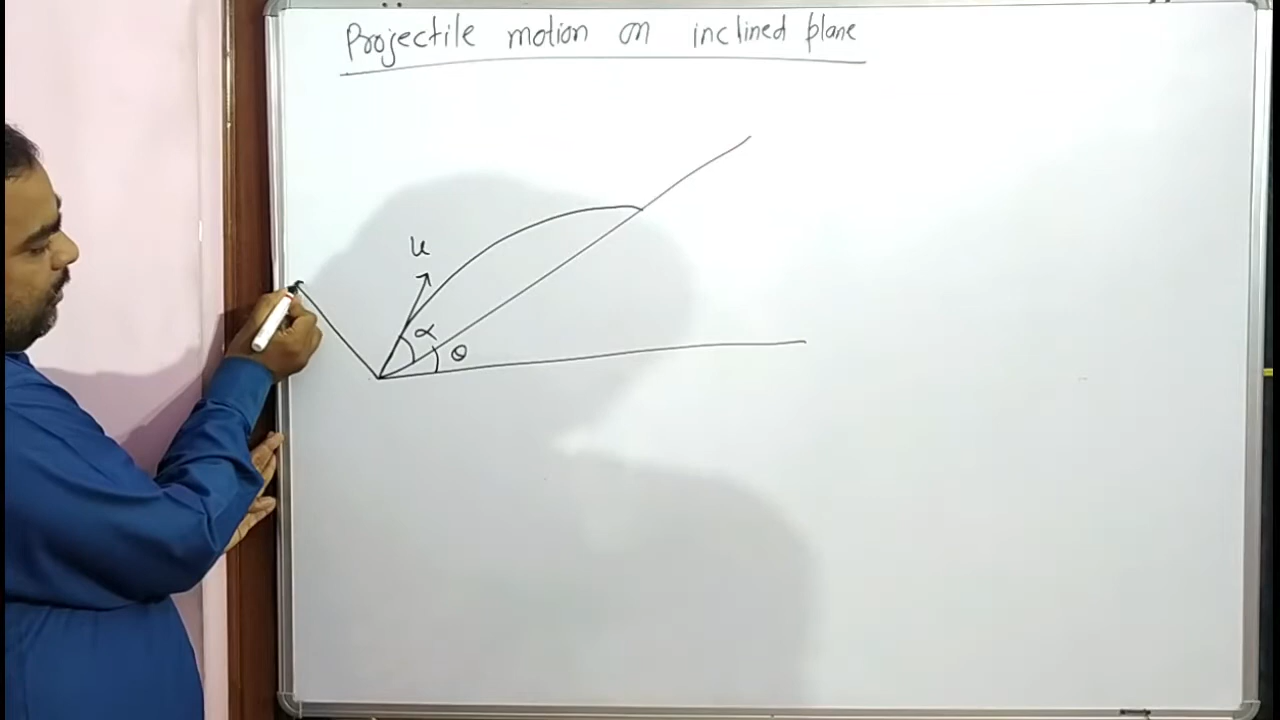 Projectile motion on inclined plane
u
α
θ